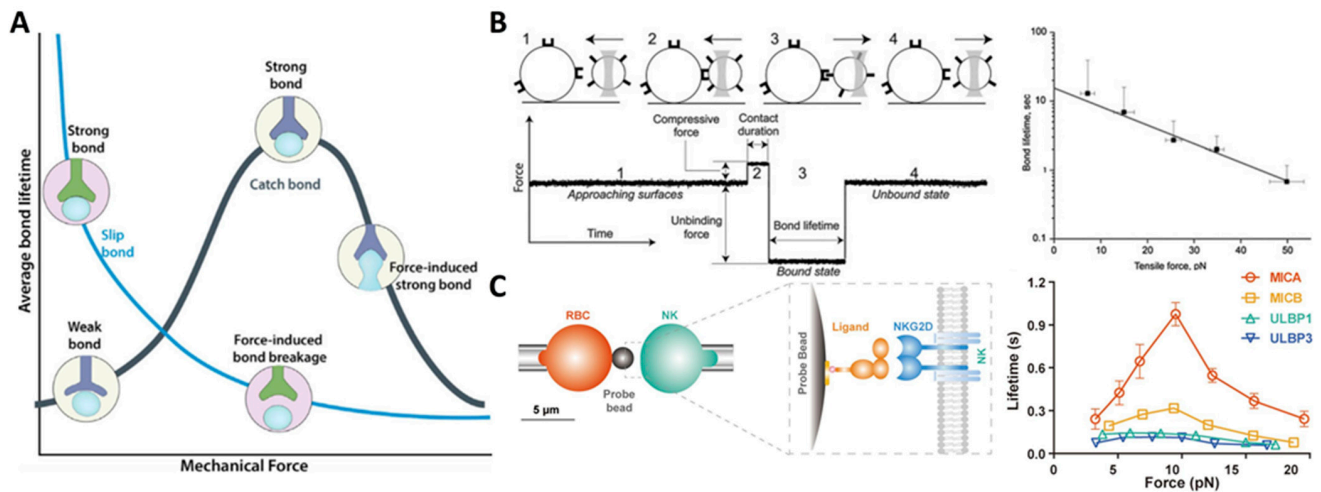 A
Average bond lifetime
Mechanical Force
Strong
bond
Slip
bond
Weak
bond
Strong
bond
Catch bond
Force-induced
strong bond
Force-induced
bond breakage
B
1
2
3
4
Compressive
force
Contact
duration
Force
1
2
3
4
Approaching surfaces
Unbinding
force
Bond lifetime
Unbound state
Time
Bound state
Bond lifetime, sec
100
10
1
0.1
0
10
20
30
40
50
Tensile force, pN
C
RBC
NK
Probe
bead
5 μm
Probe Bead
Ligand
NKG2D
NK
Lifetime (s)
1.2
0.9
0.6
0.3
0.0
0
5
10
15
20
Force (pN)
MICA
MICB
ULBP1
ULBP3